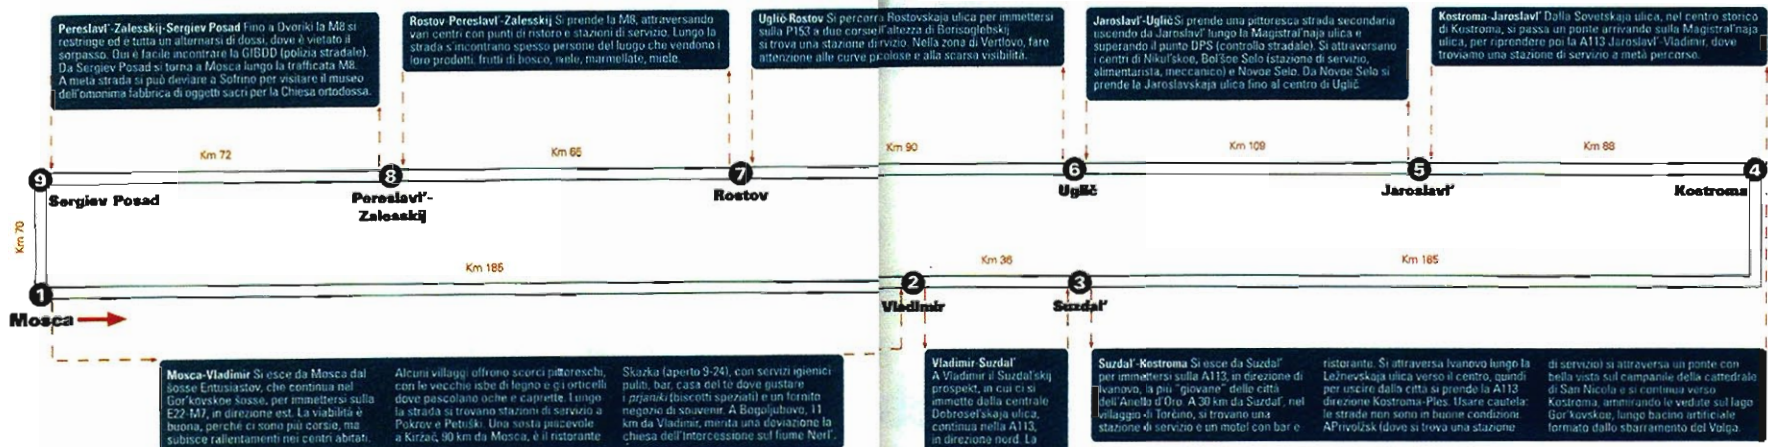 Pereslavl'-Zalesskij-Sergiev Posad Fino a Dvoriki la M8 si
restringe ed è tutta un alternarsi di dossi, dove è vietato il
sorpasso. Qui è facile incontrare la GIBDD (polizia stradale).
Da Sergiev Posad si torna a Mosca lungo la trafficata M8.
A metà strada si può deviare a Sofrino per visitare il museo
dell'omonima fabbrica di oggetti sacri per la Chiesa ortodossa.
Rostov-Pereslavl'-Zalesskij Si prende la M8, attraversando
vari centri con punti di ristoro e stazioni di servizio. Lungo la
strada s'incontrano spesso persone del luogo che vendono i
loro prodotti, frutti di bosco, mele, marmellate, miele.
Uglič-Rostov Si percorra Rostovskaja ulica per immettersi
sulla P153 a due corsie. All'altezza di Borisoglebskij
si trova una stazione di servizio. Nella zona di Vertlovo, fare
attenzione alle curve pericolose e alla scarsa visibilità.
Jaroslavl'-Uglič Si prende una pittoresca strada secondaria
uscendo da Jaroslavl' lungo la Magistral'naja ulica e
superando il punto DPS (controllo stradale). Si attraversano
i centri di Nikul'skoe, Bol'šoe Selo (stazione di servizio,
alimentarista, meccanico) e Novoe Selo. Da Novoe Selo si
prende la Jaroslavskaja ulica fino al centro di Uglič.
Kostroma-Jaroslavl' Dalla Sovetskaja ulica, nel centro storico
di Kostroma, si passa un ponte arrivando sulla Magistral'naja
ulica, per riprendere poi la A113 Jaroslavl'-Vladimir, dove
troviamo una stazione di servizio a metà percorso.
Km 72
Km 65
Km 90
Km 109
Km 88
9
8
7
6
5
4
Sergiev Posad
Pereslavl'-
Zalesskij
Rostov
Uglič
Jaroslavl'
Kostroma
Km 70
Km 185
Km 36
Km 185
1
2
3
Mosca
Vladimir
Suzdal'
Mosca-Vladimir Si esce da Mosca dal
šosse Entusiastov, che continua nel
Gor'kovskoe šosse, per immettersi sulla
E22-M7, in direzione est. La viabilità è
buona, perché ci sono più corsie, ma
subisce rallentamenti nei centri abitati.
Alcuni villaggi offrono scorci pittoreschi,
con le vecchie isbe di legno e gli orticelli
dove pascolano oche e caprette. Lungo
la strada si trovano stazioni di servizio a
Pokrov e Petuški. Una sosta piacevole
a Kiržač, 90 km da Mosca, è il ristorante
Skazka (aperto 9-24), con servizi igienici
puliti, bar, casa del tè dove gustare
i prjaniki (biscotti speziati) e un fornito
negozio di souvenir. A Bogoljubovo, 11
km da Vladimir, merita una deviazione la
chiesa dell'Intercessione sul fiume Nerl'.
Vladimir-Suzdal'
A Vladimir il Suzdal'skij
prospekt, in cui ci si
immette dalla centrale
Dobrosel'skaja ulica,
continua nella A113,
in direzione nord. La
Suzdal'-Kostroma Si esce da Suzdal'
per immettersi sulla A113, in direzione di
Ivanovo, la più "giovane" delle città
dell'Anello d'Oro. A 30 km da Suzdal', nel
villaggio di Torčino, si trovano una
stazione di servizio e un motel con bar e
ristorante. Si attraversa Ivanovo lungo la
Ležnevskaja ulica verso il centro, quindi
per uscire dalla città si prende la A113
direzione Kostroma-Ples. Usare cautela:
le strade non sono in buone condizioni.
A Privolžsk (dove si trova una stazione
di servizio) si attraversa un ponte con
bella vista sul campanile della cattedrale
di San Nicola e si continua verso
Kostroma, ammirando le vedute sul lago
Gor'kovskoe, lungo bacino artificiale
formato dallo sbarramento del Volga.